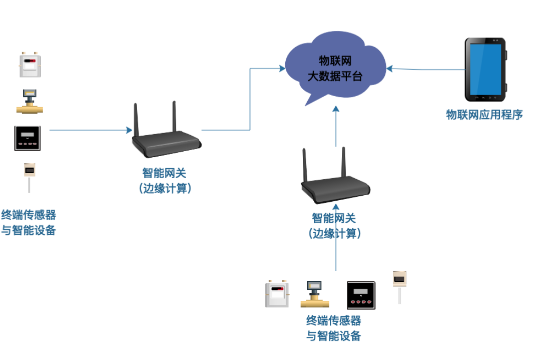 物联网
大数据平台
物联网应用程序
智能网关
（边缘计算）
终端传感器
与智能设备
智能网关
（边缘计算）
终端传感器
与智能设备